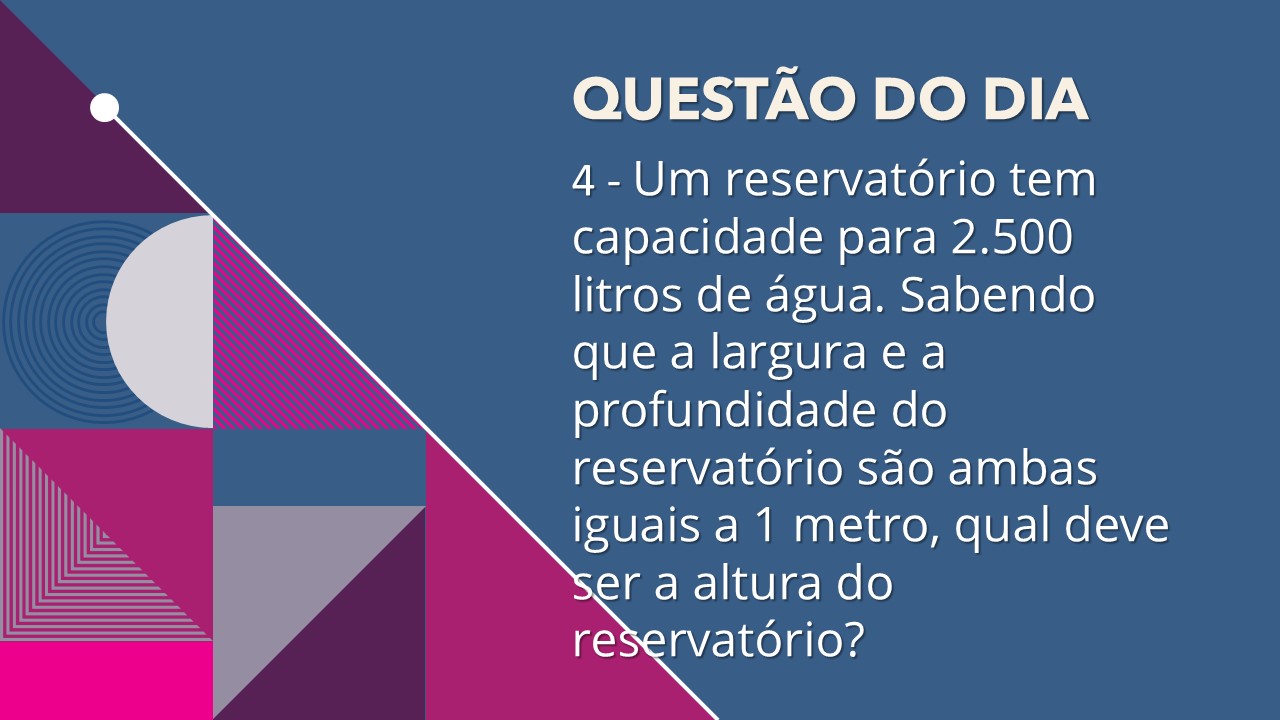 QUESTÃO DO DIA
4 - Um reservatório tem
capacidade para 2.500
litros de água. Sabendo
que a largura e a
profundidade do
reservatório são ambas
iguais a 1 metro, qual deve
ser a altura do
reservatório?